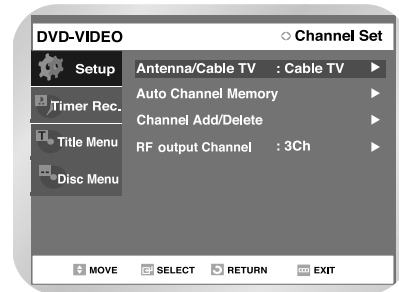 DVD-VIDEO
Channel Set
Setup
Timer Rec.
Title Menu
Disc Menu
Antenna/Cable TV : Cable TV
Auto Channel Memory
Channel Add/Delete
RF output Channel : 3Ch
MOVE SELECT RETURN EXIT